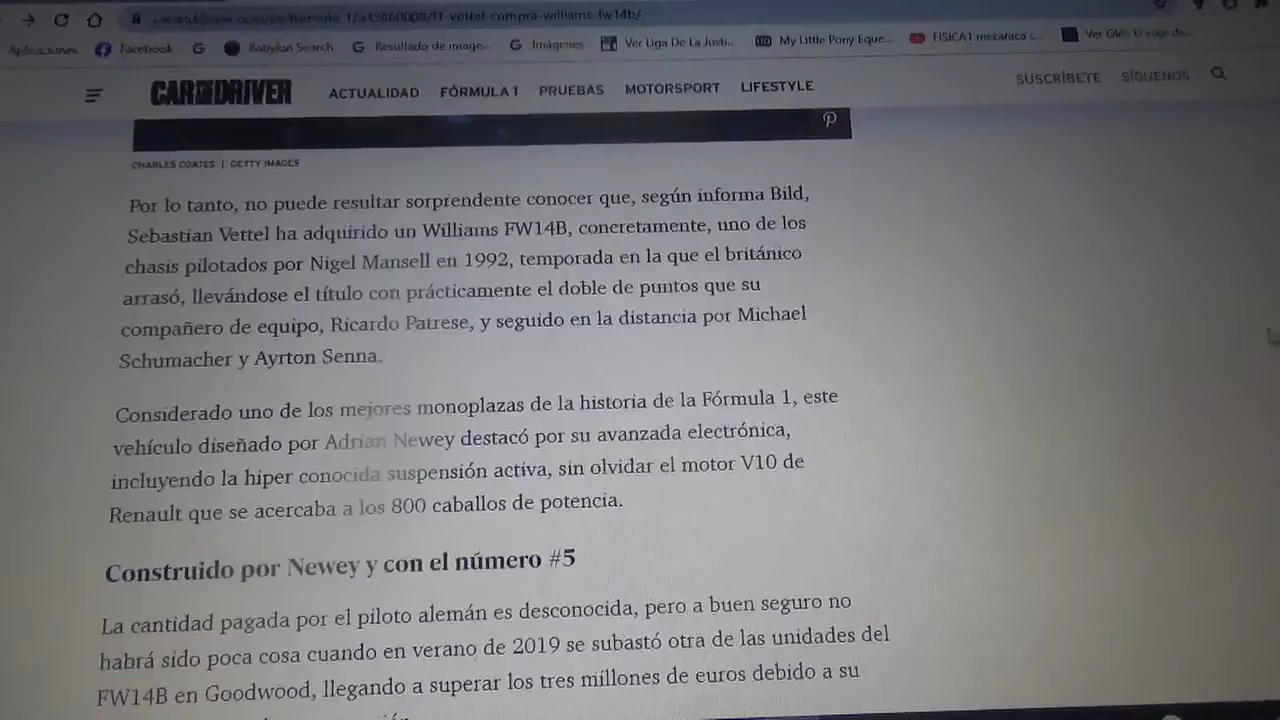 Aplicaciones Facebook G Babylon Search Resultado de image... Imágenes Ver Liga De La Justi... My Little Pony Eque... FISICA1 mecanica c...
CAR AND DRIVER ACTUALIDAD FÓRMULA 1 PRUEBAS MOTORSPORT LIFESTYLE SUSCRÍBETE SÍGUENOS
CHARLES COATES | GETTY IMAGES
Por lo tanto, no puede resultar sorprendente conocer que, según informa Bild,
Sebastian Vettel ha adquirido un Williams FW14B, concretamente, uno de los
chasis pilotados por Nigel Mansell en 1992, temporada en la que el británico
arrasó, llevándose el título con prácticamente el doble de puntos que su
compañero de equipo, Ricardo Patrese, y seguido en la distancia por Michael
Schumacher y Ayrton Senna.
Considerado uno de los mejores monoplazas de la historia de la Fórmula 1, este
vehículo diseñado por Adrian Newey destacó por su avanzada electrónica,
incluyendo la hiper conocida suspensión activa, sin olvidar el motor V10 de
Renault que se acercaba a los 800 caballos de potencia.
Construido por Newey y con el número #5
La cantidad pagada por el piloto alemán es desconocida, pero a buen seguro no
habrá sido poca cosa cuando en verano de 2019 se subastó otra de las unidades del
FW14B en Goodwood, llegando a superar los tres millones de euros debido a su